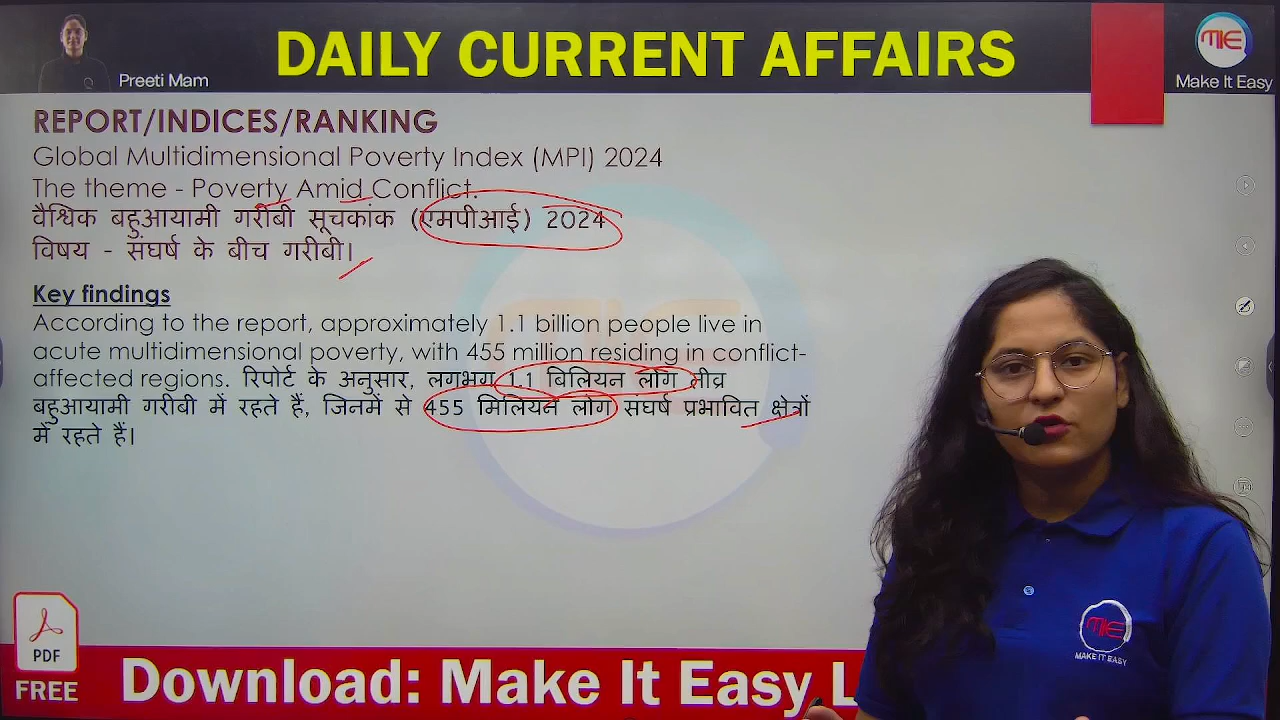 DAILY CURRENT AFFAIRS
Preeti Mam
MIE
Make It Easy
REPORT/INDICES/RANKING
Global Multidimensional Poverty Index (MPI) 2024
The theme - Poverty Amid Conflict.
वैश्विक बहुआयामी गरीबी सूचकांक (एमपीआई) 2024
विषय - संघर्ष के बीच गरीबी।
Key findings
According to the report, approximately 1.1 billion people live in
acute multidimensional poverty, with 455 million residing in conflict-
affected regions. रिपोर्ट के अनुसार, लगभग 1.1 बिलियन लोग तीव्र
बहुआयामी गरीबी में रहते हैं, जिनमें से 455 मिलियन लोग संघर्ष प्रभावित क्षेत्रों
में रहते हैं।
MIE
MIE
MAKE IT EASY
PDF
FREE
Download: Make It Easy L